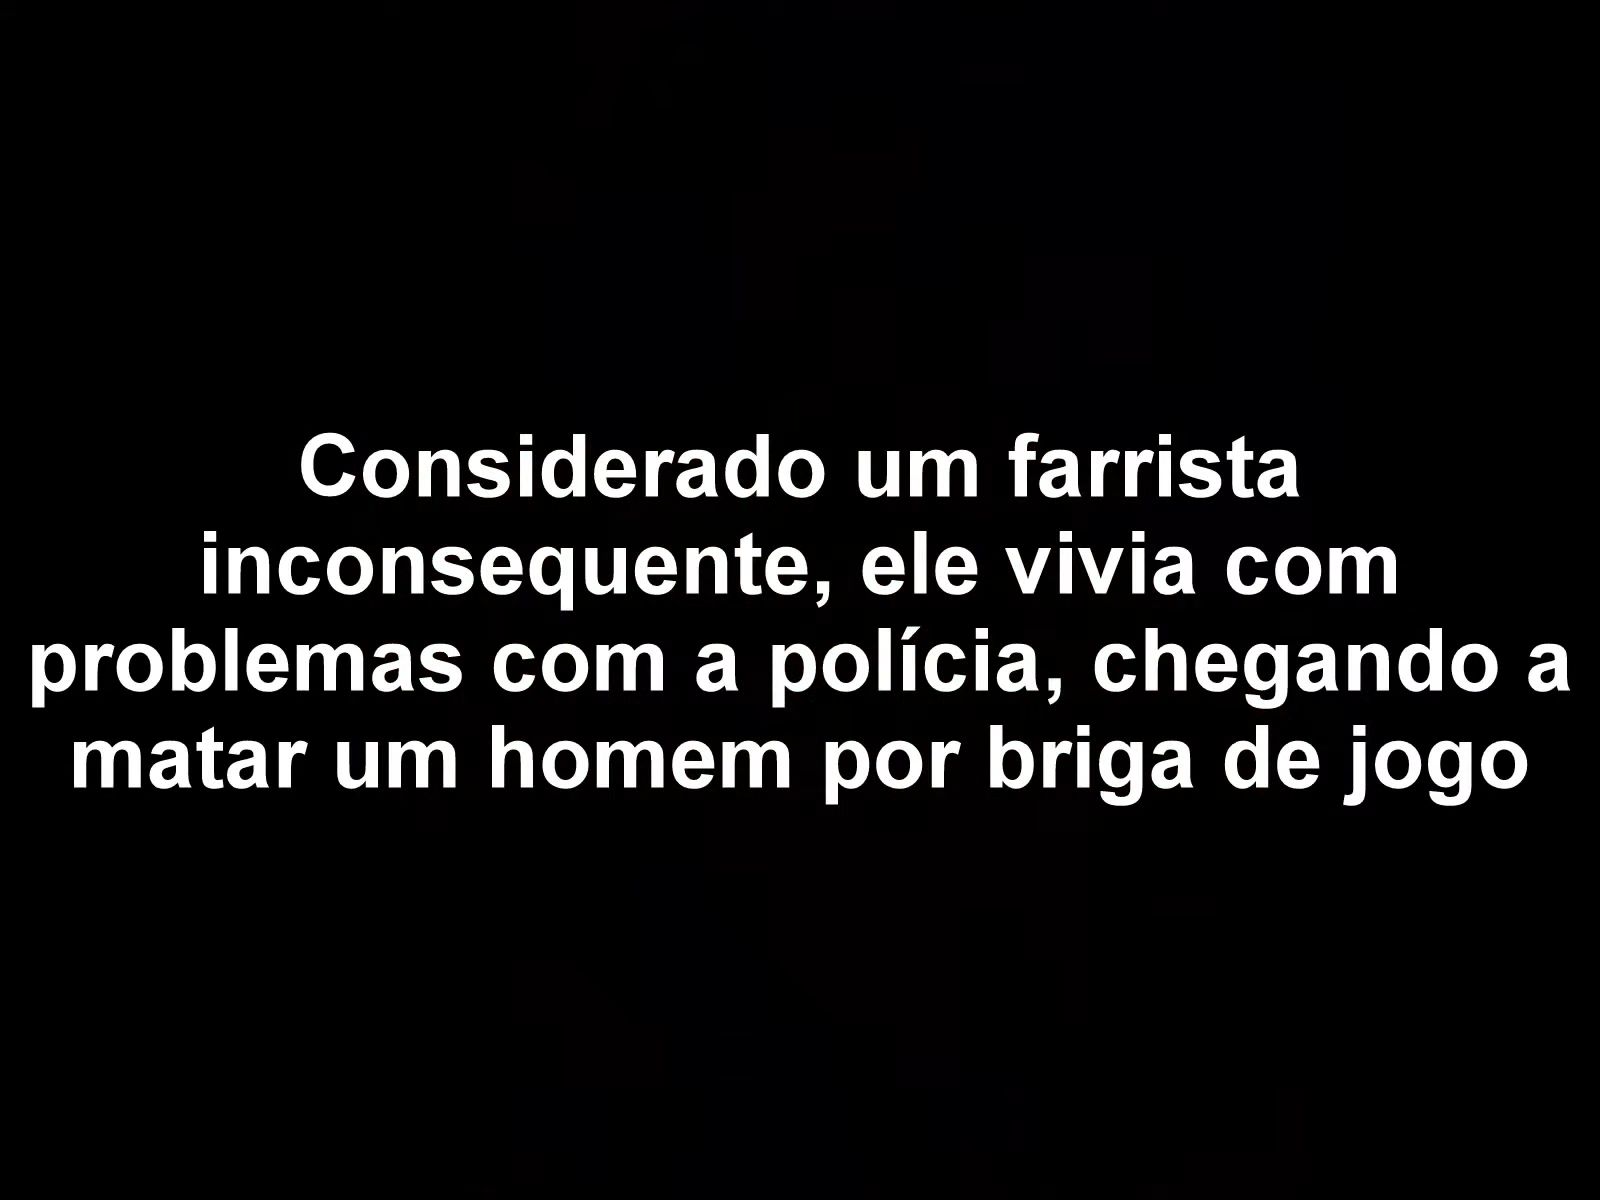 Considerado um farrista
inconsequente, ele vivia com
problemas com a polícia, chegando a
matar um homem por briga de jogo